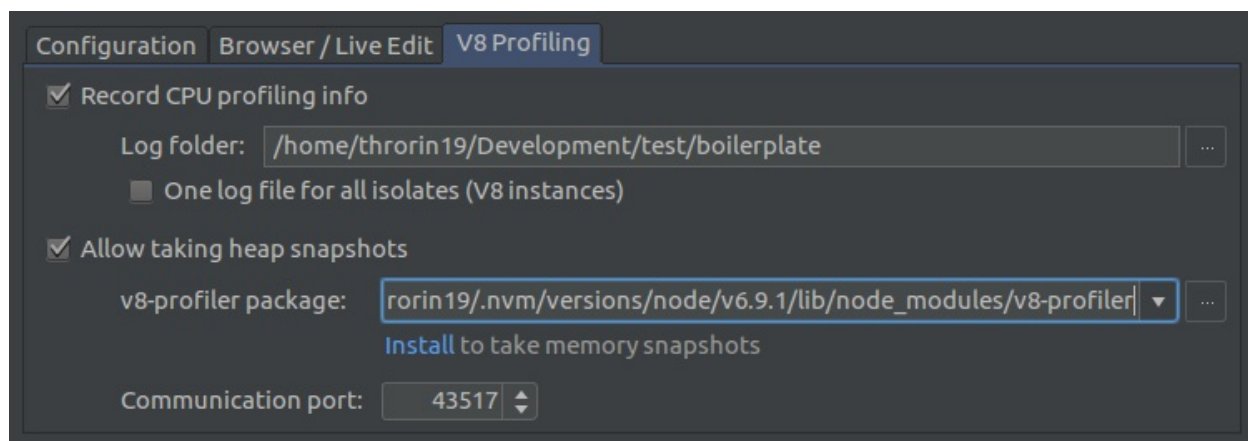 Configuration Browser / Live Edit V8 Profiling
Record CPU profiling info
Log folder: /home/throrin19/Development/test/boilerplate ...
One log file for all isolates (V8 instances)
Allow taking heap snapshots
v8-profiler package: rorin19/.nvm/versions/node/v6.9.1/lib/node_modules/v8-profiler ...
Install to take memory snapshots
Communication port: 43517